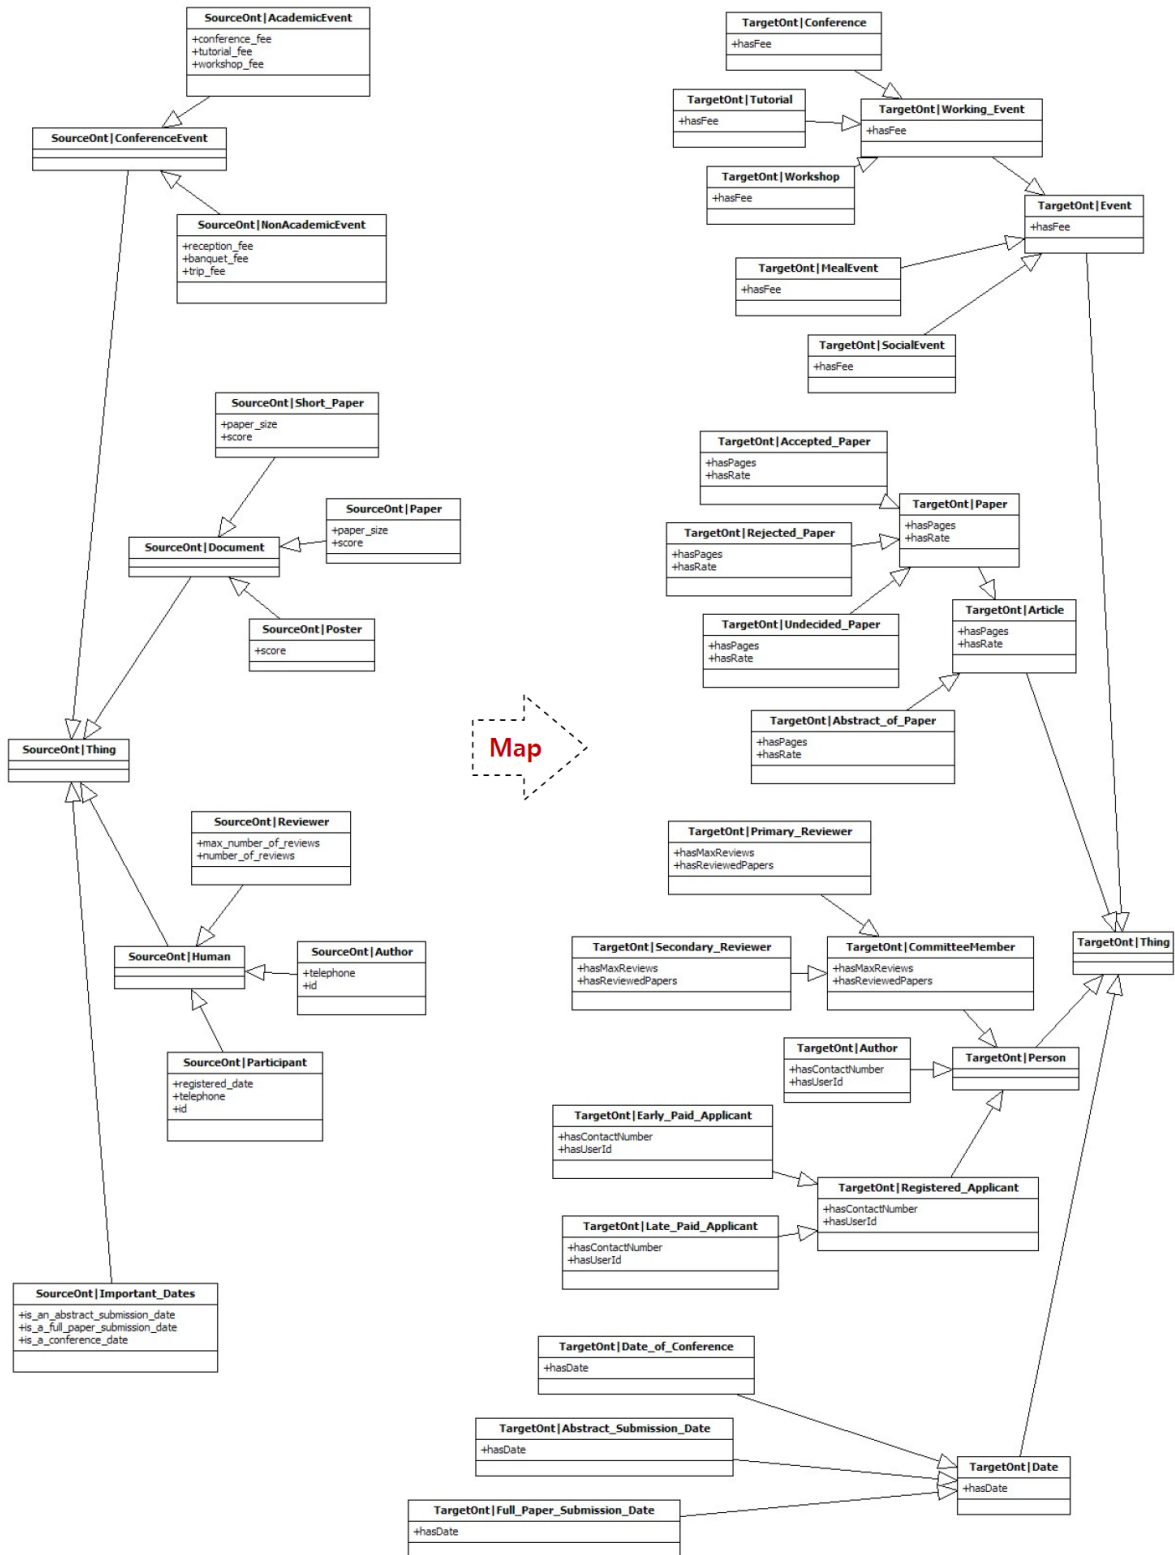 SourceOnt|AcademicEvent
+conference_fee
+tutorial_fee
+workshop_fee
SourceOnt|ConferenceEvent
SourceOnt|NonAcademicEvent
+reception_fee
+banquet_fee
+trip_fee
SourceOnt|Short_Paper
+paper_size
+score
SourceOnt|Paper
+paper_size
+score
SourceOnt|Document
SourceOnt|Poster
+score
SourceOnt|Thing
SourceOnt|Reviewer
+max_number_of_reviews
+number_of_reviews
SourceOnt|Human
SourceOnt|Author
+telephone
+id
SourceOnt|Participant
+registered_date
+telephone
+id
SourceOnt|Important_Dates
+is_an_abstract_submission_date
+is_a_full_paper_submission_date
+is_a_conference_date
Map
TargetOnt|Conference
+hasFee
TargetOnt|Tutorial
+hasFee
TargetOnt|Working_Event
+hasFee
TargetOnt|Workshop
+hasFee
TargetOnt|Event
+hasFee
TargetOnt|MealEvent
+hasFee
TargetOnt|SocialEvent
+hasFee
TargetOnt|Accepted_Paper
+hasPages
+hasRate
TargetOnt|Paper
+hasPages
+hasRate
TargetOnt|Rejected_Paper
+hasPages
+hasRate
TargetOnt|Undecided_Paper
+hasPages
+hasRate
TargetOnt|Article
+hasPages
+hasRate
TargetOnt|Abstract_of_Paper
+hasPages
+hasRate
TargetOnt|Primary_Reviewer
+hasMaxReviews
+hasReviewedPapers
TargetOnt|Secondary_Reviewer
+hasMaxReviews
+hasReviewedPapers
TargetOnt|CommitteeMember
+hasMaxReviews
+hasReviewedPapers
TargetOnt|Thing
TargetOnt|Author
+hasContactNumber
+hasUserId
TargetOnt|Person
TargetOnt|Early_Paid_Applicant
+hasContactNumber
+hasUserId
TargetOnt|Registered_Applicant
+hasContactNumber
+hasUserId
TargetOnt|Late_Paid_Applicant
+hasContactNumber
+hasUserId
TargetOnt|Date_of_Conference
+hasDate
TargetOnt|Abstract_Submission_Date
+hasDate
TargetOnt|Date
+hasDate
TargetOnt|Full_Paper_Submission_Date
+hasDate